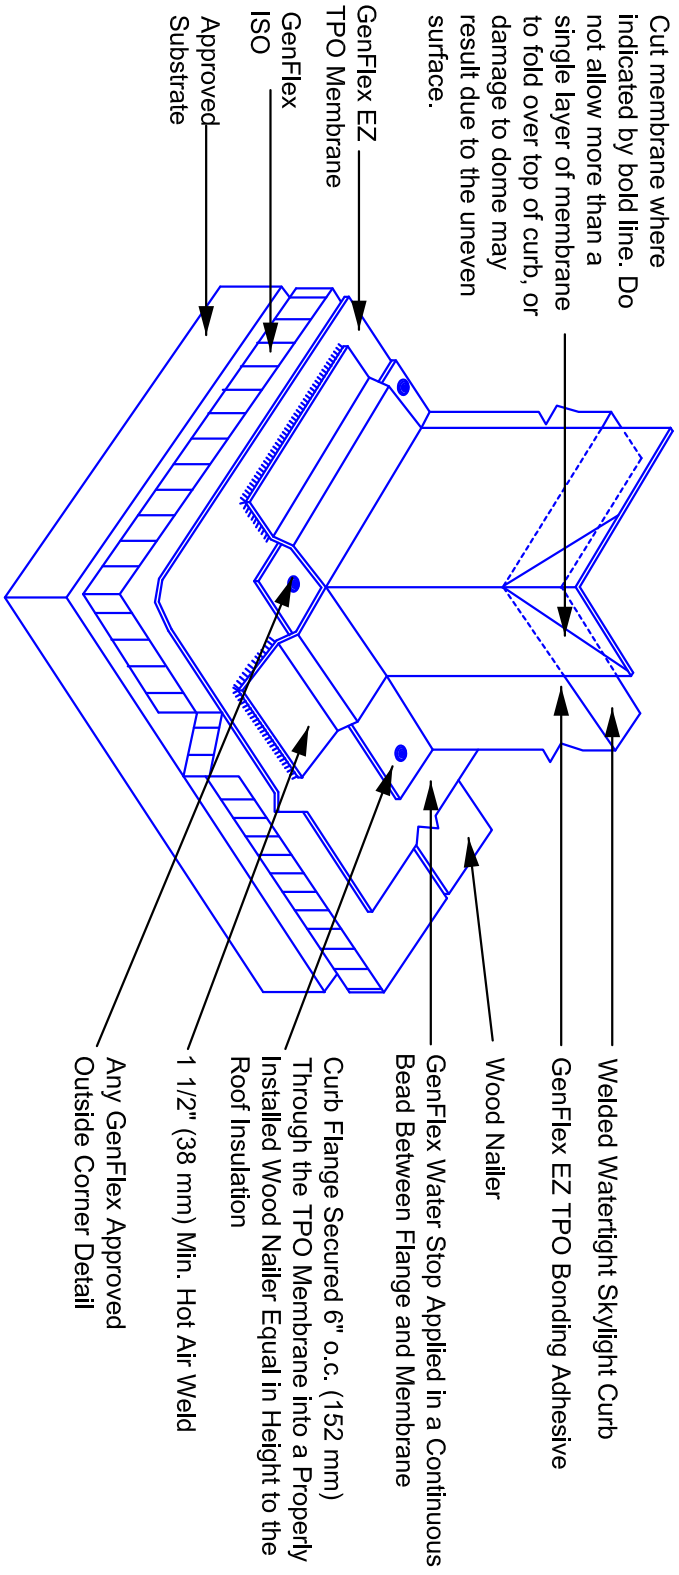 Cut membrane where
indicated by bold line. Do
not allow more than a
single layer of membrane
to fold over top of curb, or
damage to dome may
result due to the uneven
surface.
GenFlex EZ
TPO Membrane
GenFlex
ISO
Approved
Substrate
Welded Watertight Skylight Curb
GenFlex EZ TPO Bonding Adhesive
Wood Nailer
GenFlex Water Stop Applied in a Continuous
Bead Between Flange and Membrane
Curb Flange Secured 6" o.c. (152 mm)
Through the TPO Membrane into a Properly
Installed Wood Nailer Equal in Height to the
Roof Insulation
1 1/2" (38 mm) Min. Hot Air Weld
Any GenFlex Approved
Outside Corner Detail